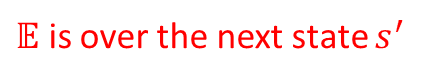 𝔼 is over the next state s′